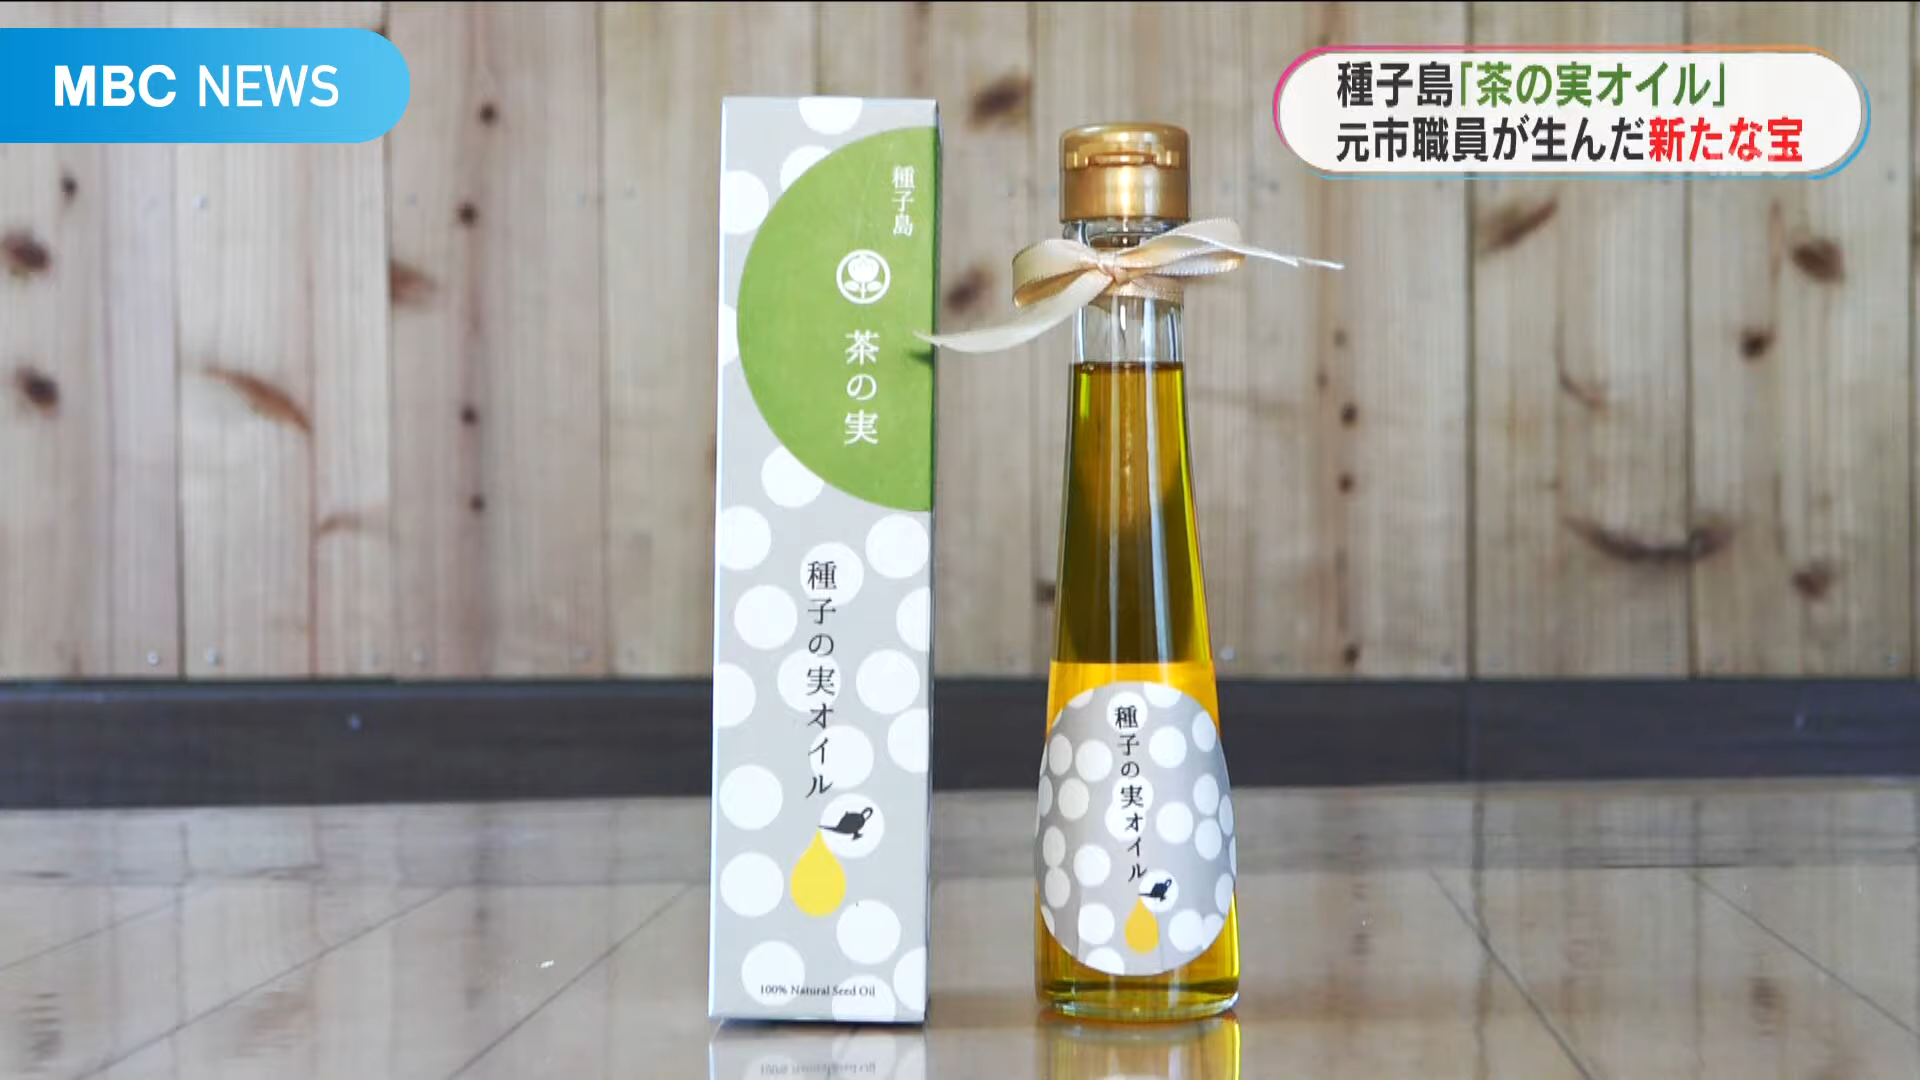 MBC NEWS
種子島「茶の実オイル」
元市職員が生んだ新たな宝
種子島
茶の実
種子の実オイル
100% Natural Seed Oil
種子の実オイル